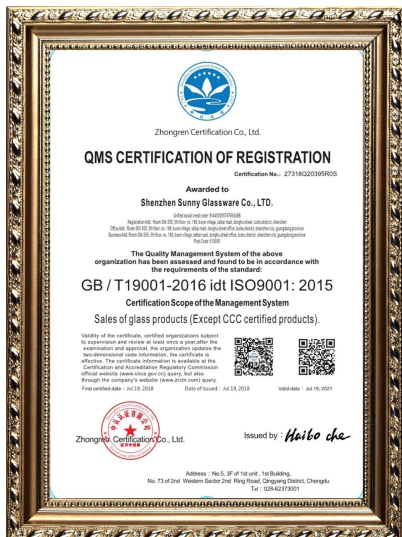 Zhongren Certification Co., Ltd.
QMS CERTIFICATION OF REGISTRATION
Certification No.: 27318Q20395R0S
Awarded to
Shenzhen Sunny Glassware Co., LTD.
The Quality Management System of the above
organization has been assessed and found to be in accordance with
the requirements of the standard:
GB / T19001-2016 idt ISO9001: 2015
Certification Scope of the Management System
Sales of glass products (Except CCC certified products).
Validity of the certificate, certified organizations subject
to supervision and review at least once a year,after the
examination and approval, the organization updates the
two-dimensional code information, the certificate is
effective. The certificate information is available at the
Certification and Accreditation Regulatory Commission
official website (www.cnca.gov.cn) query, but also
through the company's website (www.zrcln.com) query.
First certified date : Jul.19, 2018
Date of Issued : Jul.19, 2018
Valid date : Jul.18, 2021
Zhongren Certification Co., Ltd.
Issued by : Haibo che
Address : No.5, 3F of 1st unit , 1st Building,
No. 73 of 2nd Western Sector 2nd Ring Road, Qingyang District, Chengdu
Tel : 028-62373001